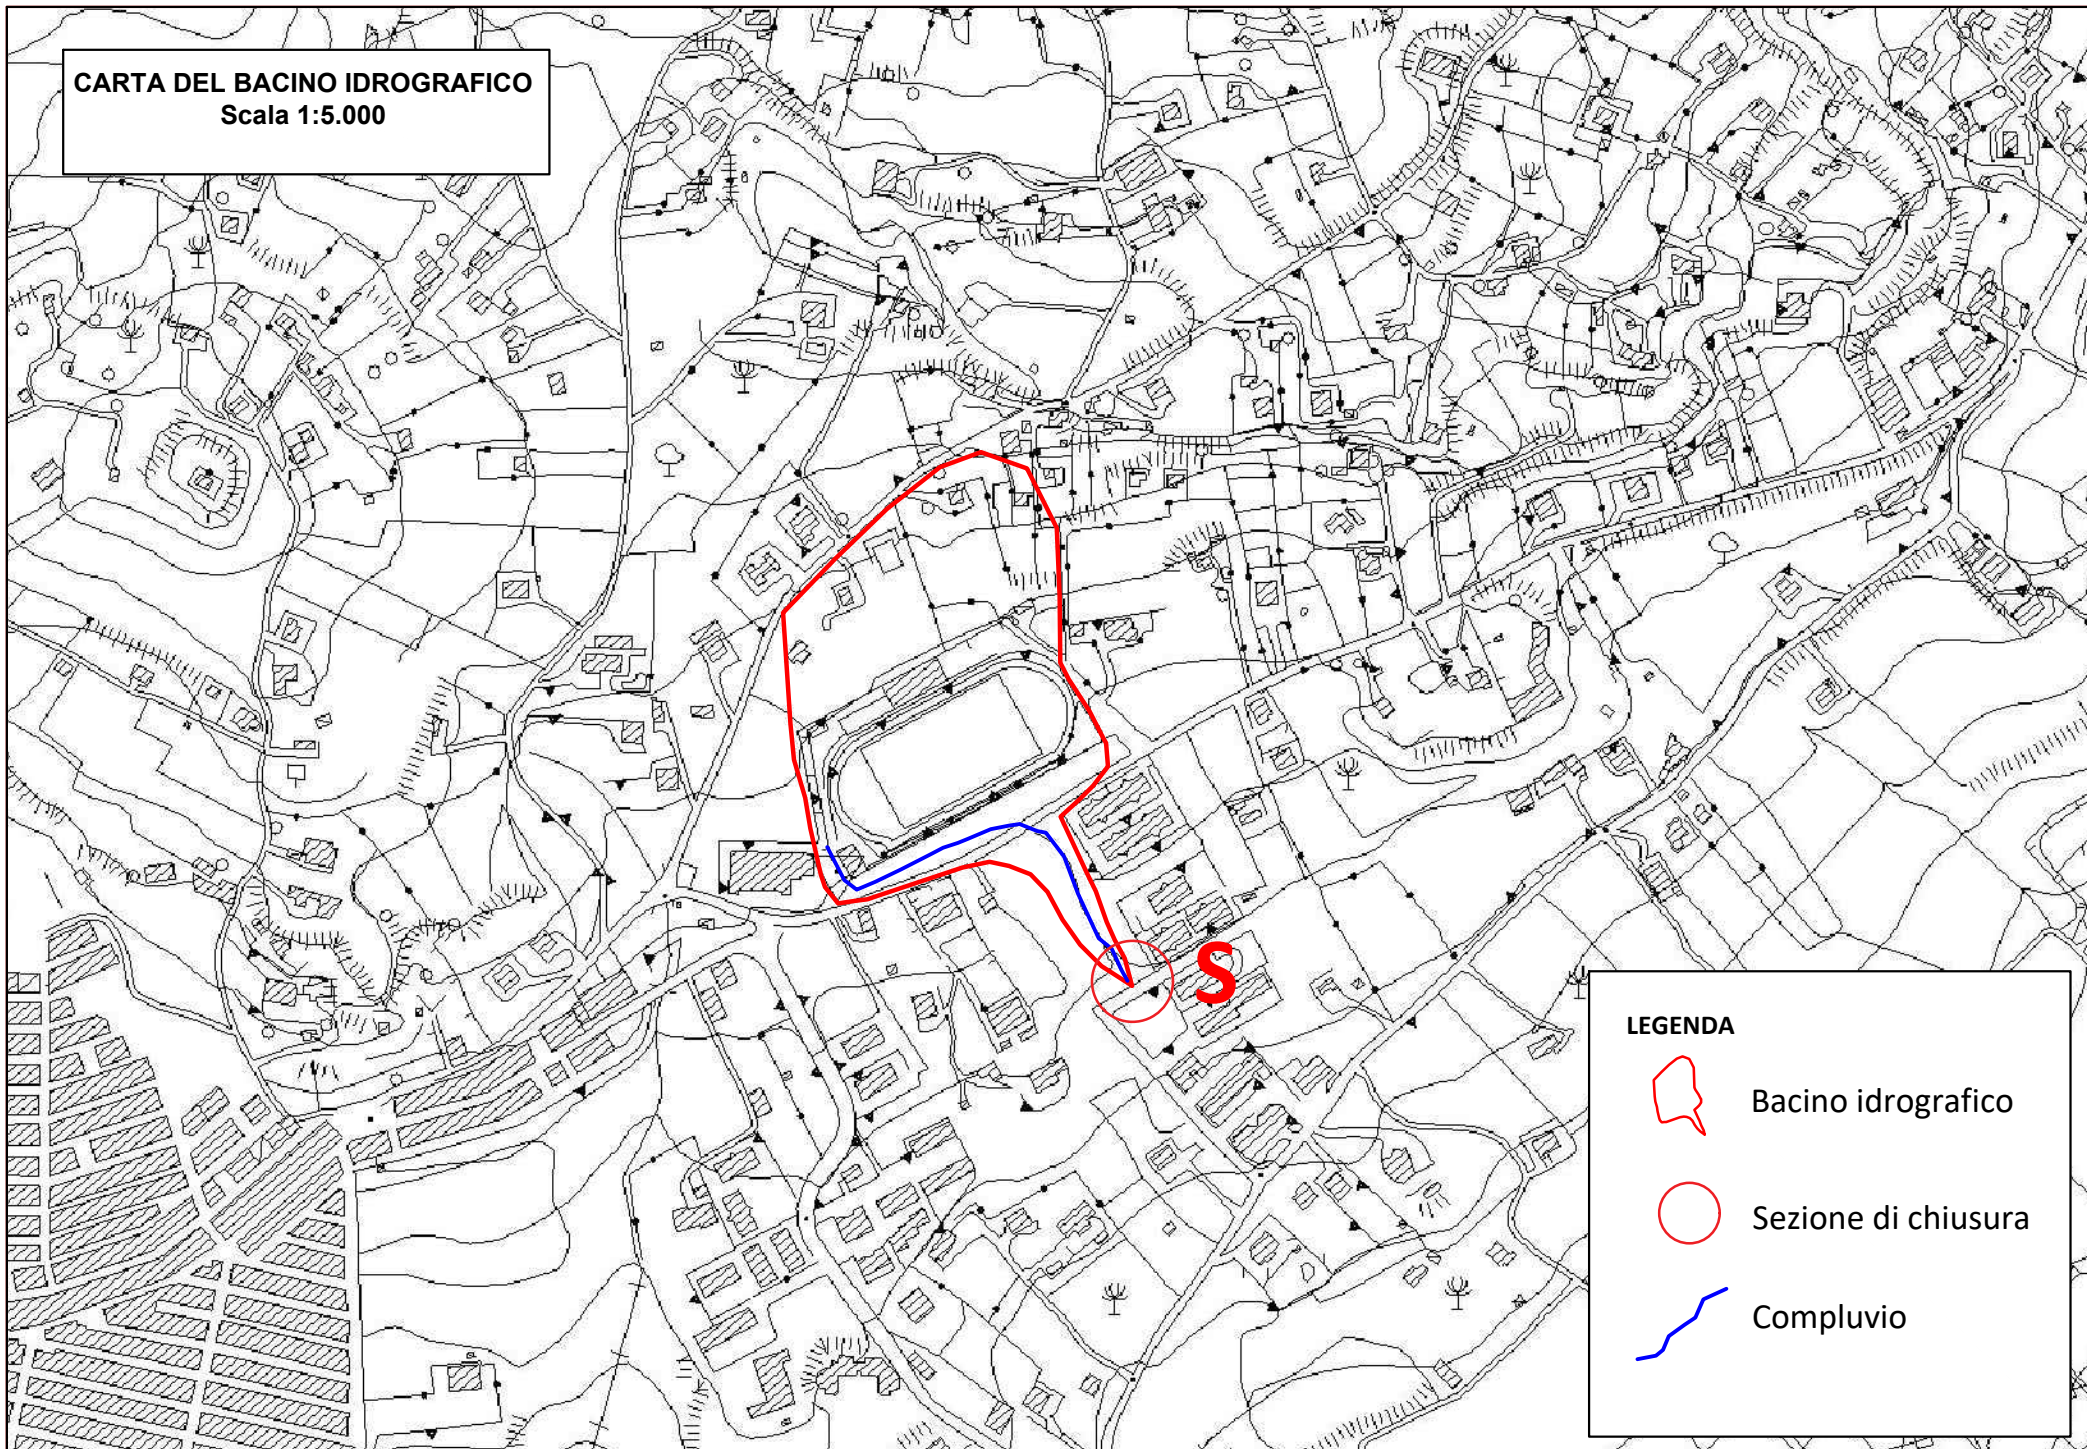 CARTA DEL BACINO IDROGRAFICO
Scala 1:5.000
S
LEGENDA
Bacino idrografico
Sezione di chiusura
Compluvio